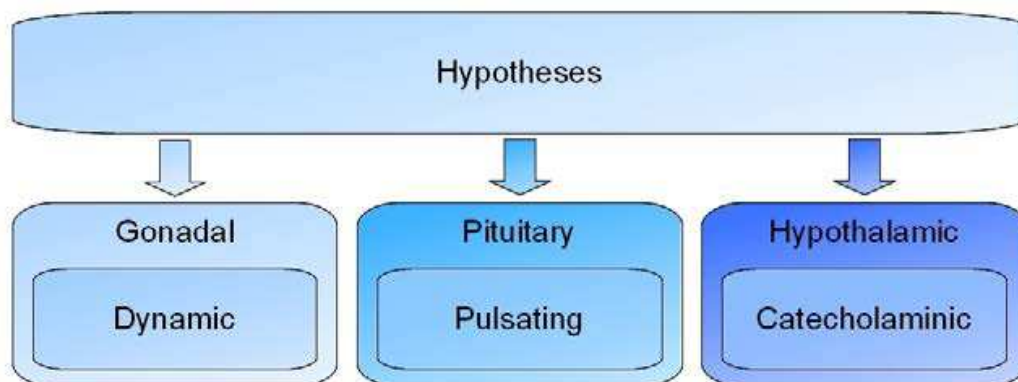 Hypotheses
Gonadal
Dynamic
Pituitary
Pulsating
Hypothalamic
Catecholaminic